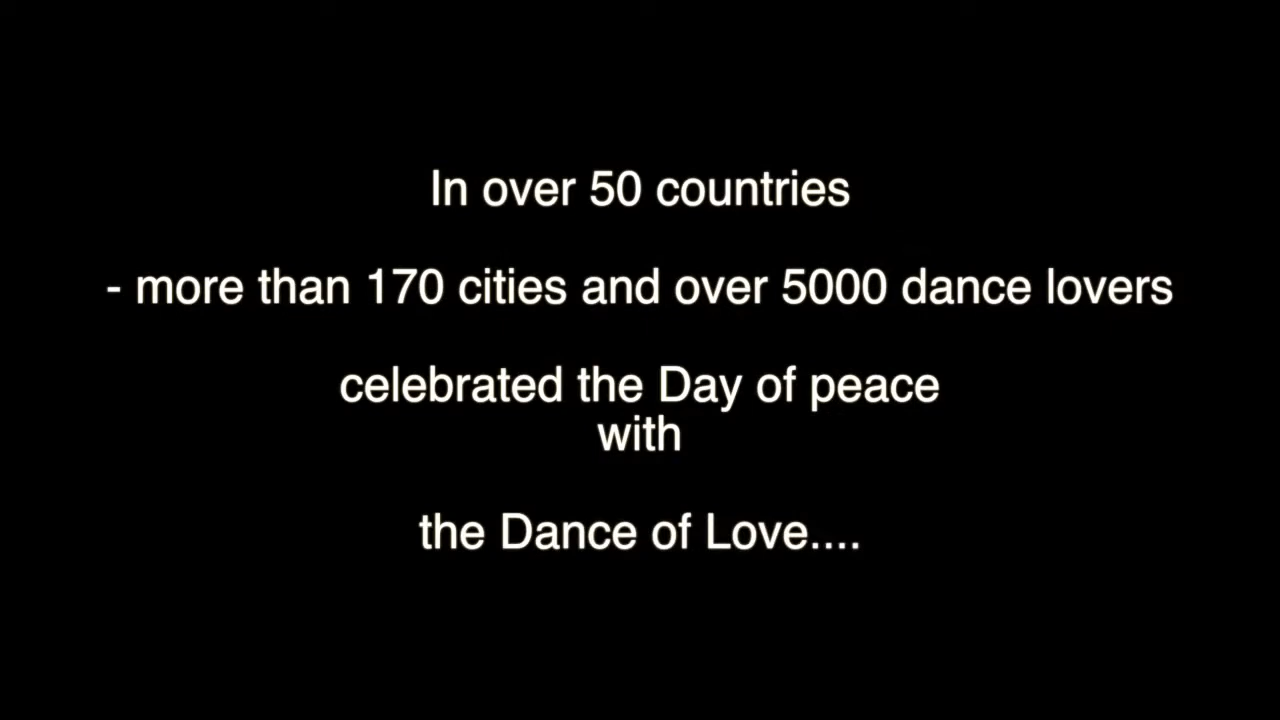 In over 50 countries
- more than 170 cities and over 5000 dance lovers
celebrated the Day of peace
with
the Dance of Love....